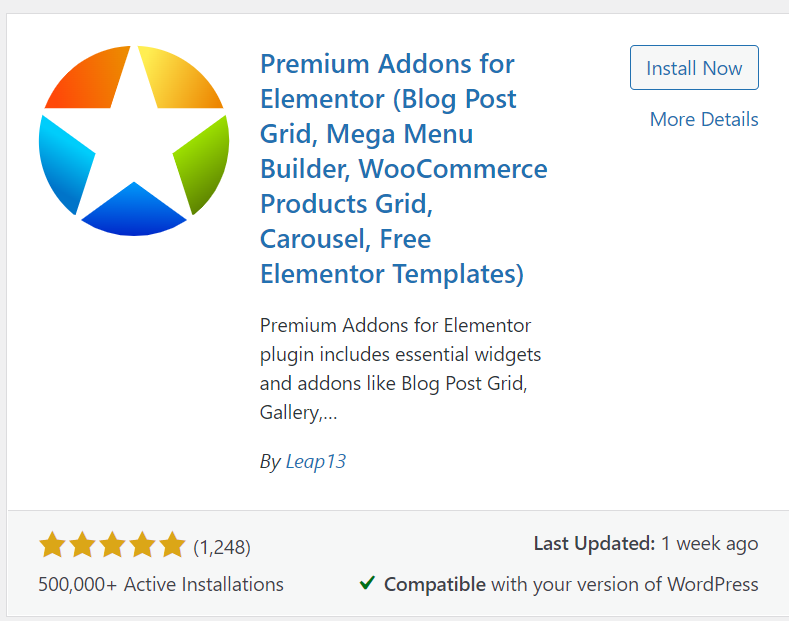 Premium Addons for
Elementor (Blog Post
Grid, Mega Menu
Builder, WooCommerce
Products Grid,
Carousel, Free
Elementor Templates)
Install Now
More Details
Premium Addons for Elementor
plugin includes essential widgets
and addons like Blog Post Grid,
Gallery,...
By Leap13
(1,248)
Last Updated: 1 week ago
500,000+ Active Installations
Compatible with your version of WordPress